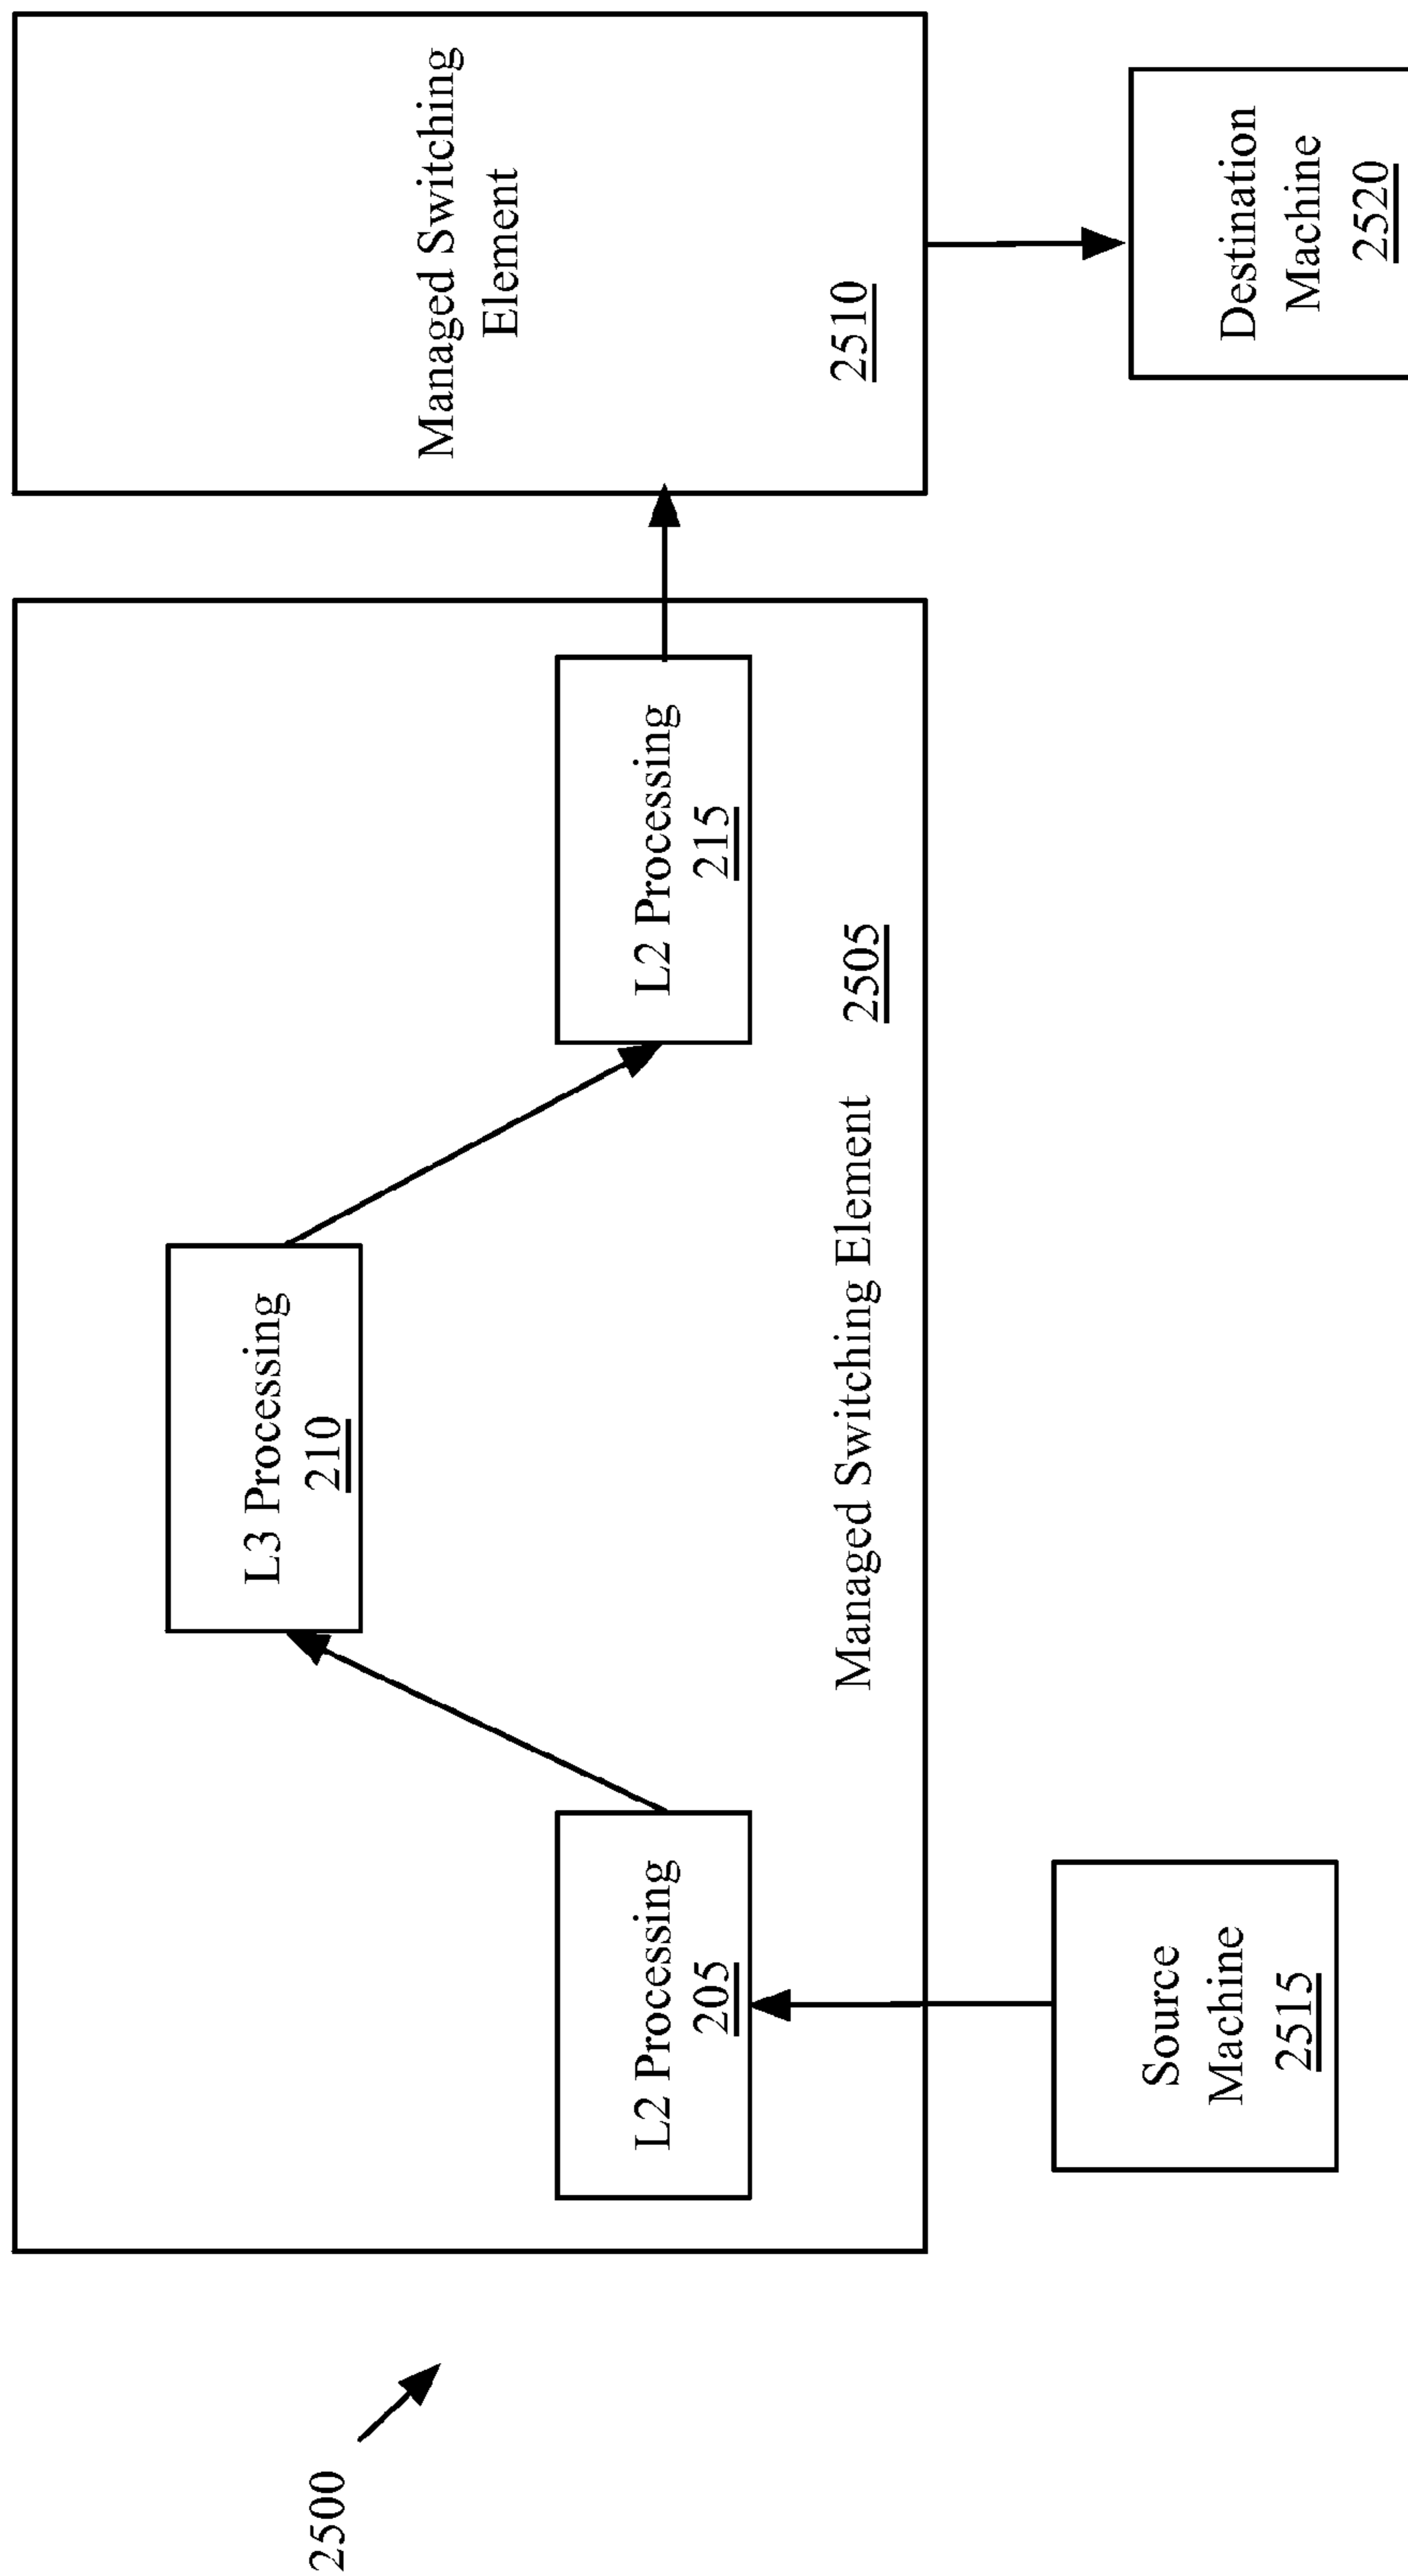 2500
L3 Processing
210
L2 Processing
205
L2 Processing
215
Managed Switching Element 2505
Source
Machine
2515
Managed Switching
Element
2510
Destination
Machine
2520